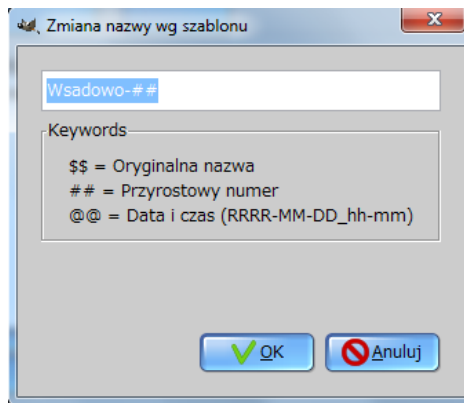 Zmiana nazwy wg szablonu
Wsadowo-##
Keywords
$$ = Oryginalna nazwa
## = Przyrostowy numer
@@ = Data i czas (RRRR-MM-DD_hh-mm)
OK
Anuluj